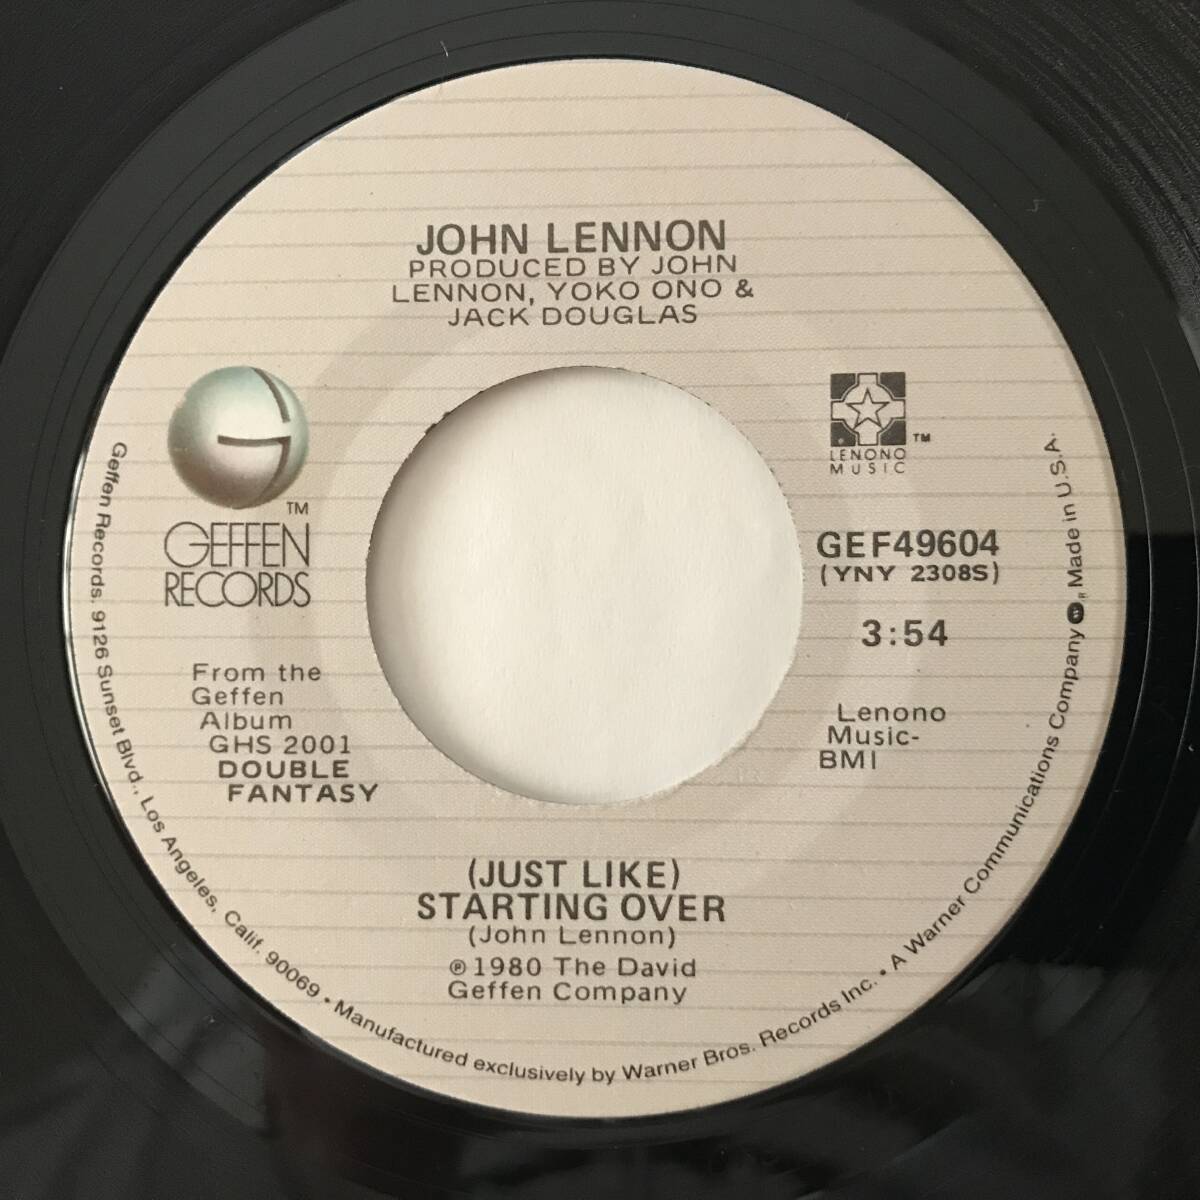 JOHN LENNON
PRODUCED BY JOHN
LENNON, YOKO ONO &
JACK DOUGLAS
TM
GEFFEN
RECORDS
TM
LENONO
MUSIC
GEF49604
(YNY 2308S)
3:54
From the
Geffen
Album
GHS 2001
DOUBLE
FANTASY
Lenono
Music-
BMI
(JUST LIKE)
STARTING OVER
(John Lennon)
℗1980 The David
Geffen Company
Geffen Records. 9126 Sunset Blvd., Los Angeles, Calif. 90069 • Manufactured exclusively by Warner Bros. Records Inc. • A Warner Communications Company ® Made in U.S.A.